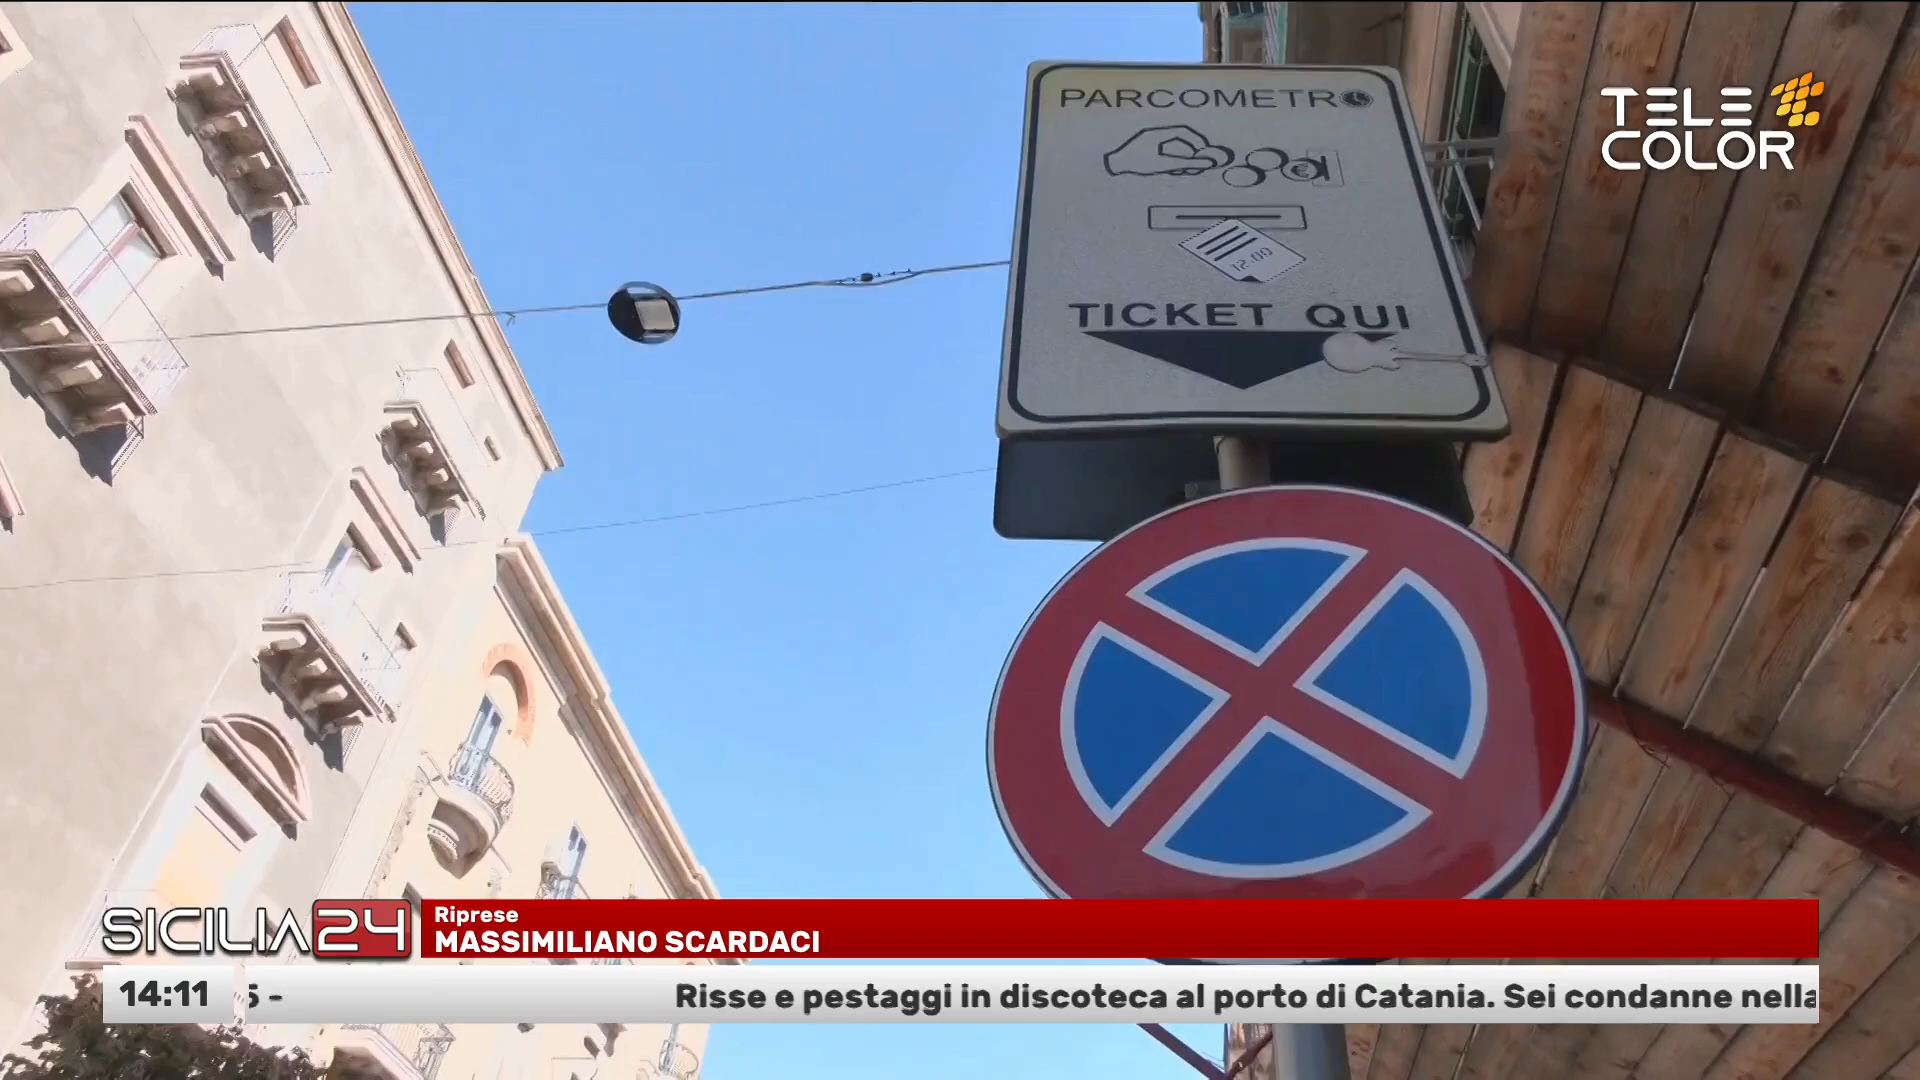 PARCOMETRO
€
12.00
TICKET QUI
TELE
COLOR
SICILIA24
Riprese
MASSIMILIANO SCARDACI
14:11
5 -
Risse e pestaggi in discoteca al porto di Catania. Sei condanne nella